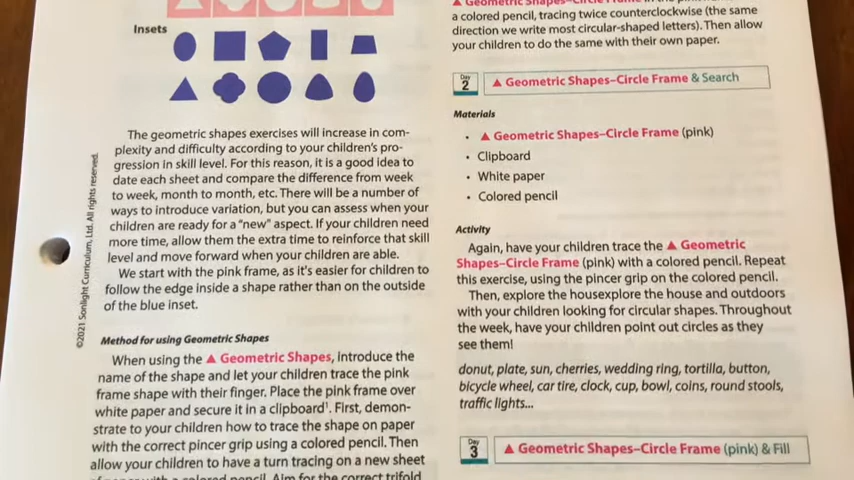 Insets
The geometric shapes exercises will increase in com-
plexity and difficulty according to your children's pro-
gression in skill level. For this reason, it is a good idea to
date each sheet and compare the difference from week
to week, month to month, etc. There will be a number of
ways to introduce variation, but you can assess when your
children are ready for a "new" aspect. If your children need
more time, allow them the extra time to reinforce that skill
level and move forward when your children are able.
We start with the pink frame, as it's easier for children to
follow the edge inside a shape rather than on the outside
of the blue inset.
Method for using Geometric Shapes
When using the ▲ Geometric Shapes, introduce the
name of the shape and let your children trace the pink
frame shape with their finger. Place the pink frame over
white paper and secure it in a clipboard¹. First, demon-
strate to your children how to trace the shape on paper
with the correct pincer grip using a colored pencil. Then
allow your children to have a turn tracing on a new sheet
of paper with a colored pencil. Aim for the correct trifold
©2021 Sonlight Curriculum, Ltd. All rights reserved.
▲ Geometric Shapes–Circle Frame
a colored pencil, tracing twice counterclockwise (the same
direction we write most circular-shaped letters). Then allow
your children to do the same with their own paper.
Day
2
▲ Geometric Shapes–Circle Frame & Search
Materials
• ▲ Geometric Shapes–Circle Frame (pink)
• Clipboard
• White paper
• Colored pencil
Activity
Again, have your children trace the ▲ Geometric
Shapes–Circle Frame (pink) with a colored pencil. Repeat
this exercise, using the pincer grip on the colored pencil.
Then, explore the housexplore the house and outdoors
with your children looking for circular shapes. Throughout
the week, have your children point out circles as they
see them!
donut, plate, sun, cherries, wedding ring, tortilla, button,
bicycle wheel, car tire, clock, cup, bowl, coins, round stools,
traffic lights...
Day
3
▲ Geometric Shapes–Circle Frame (pink) & Fill